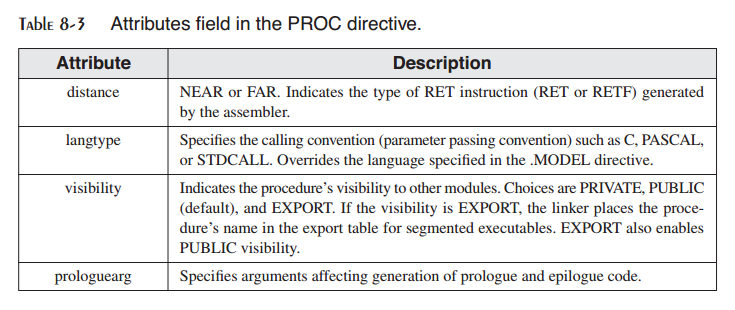 TABLE 8-3 Attributes field in the PROC directive.
Attribute Description
distance NEAR or FAR. Indicates the type of RET instruction (RET or RETF) generated
by the assembler.
langtype Specifies the calling convention (parameter passing convention) such as C, PASCAL,
or STDCALL. Overrides the language specified in the .MODEL directive.
visibility Indicates the procedure's visibility to other modules. Choices are PRIVATE, PUBLIC
(default), and EXPORT. If the visibility is EXPORT, the linker places the proce-
dure's name in the export table for segmented executables. EXPORT also enables
PUBLIC visibility.
prologuearg Specifies arguments affecting generation of prologue and epilogue code.